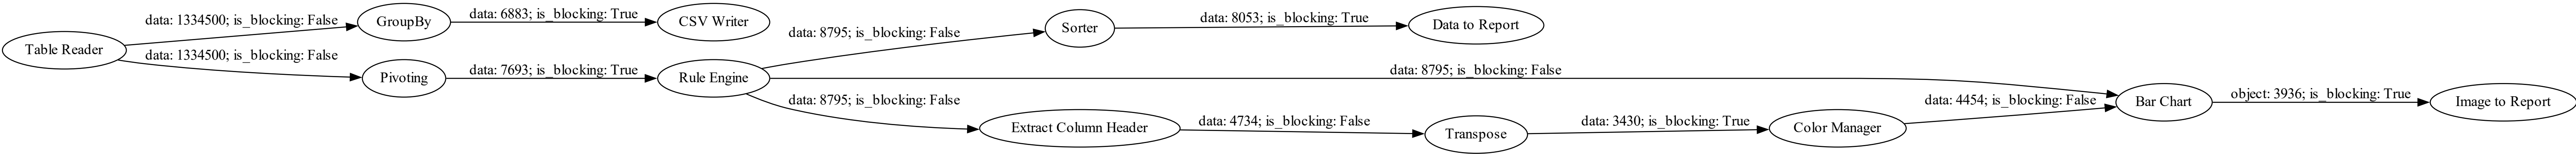 Table Reader
data: 1334500; is_blocking: False
data: 1334500; is_blocking: False
GroupBy
data: 6883; is_blocking: True
CSV Writer
Pivoting
data: 7693; is_blocking: True
Rule Engine
data: 8795; is_blocking: False
Sorter
data: 8053; is_blocking: True
Data to Report
data: 8795; is_blocking: False
data: 8795; is_blocking: False
Extract Column Header
data: 4734; is_blocking: False
Transpose
data: 3430; is_blocking: True
Color Manager
data: 4454; is_blocking: False
Bar Chart
object: 3936; is_blocking: True
Image to Report